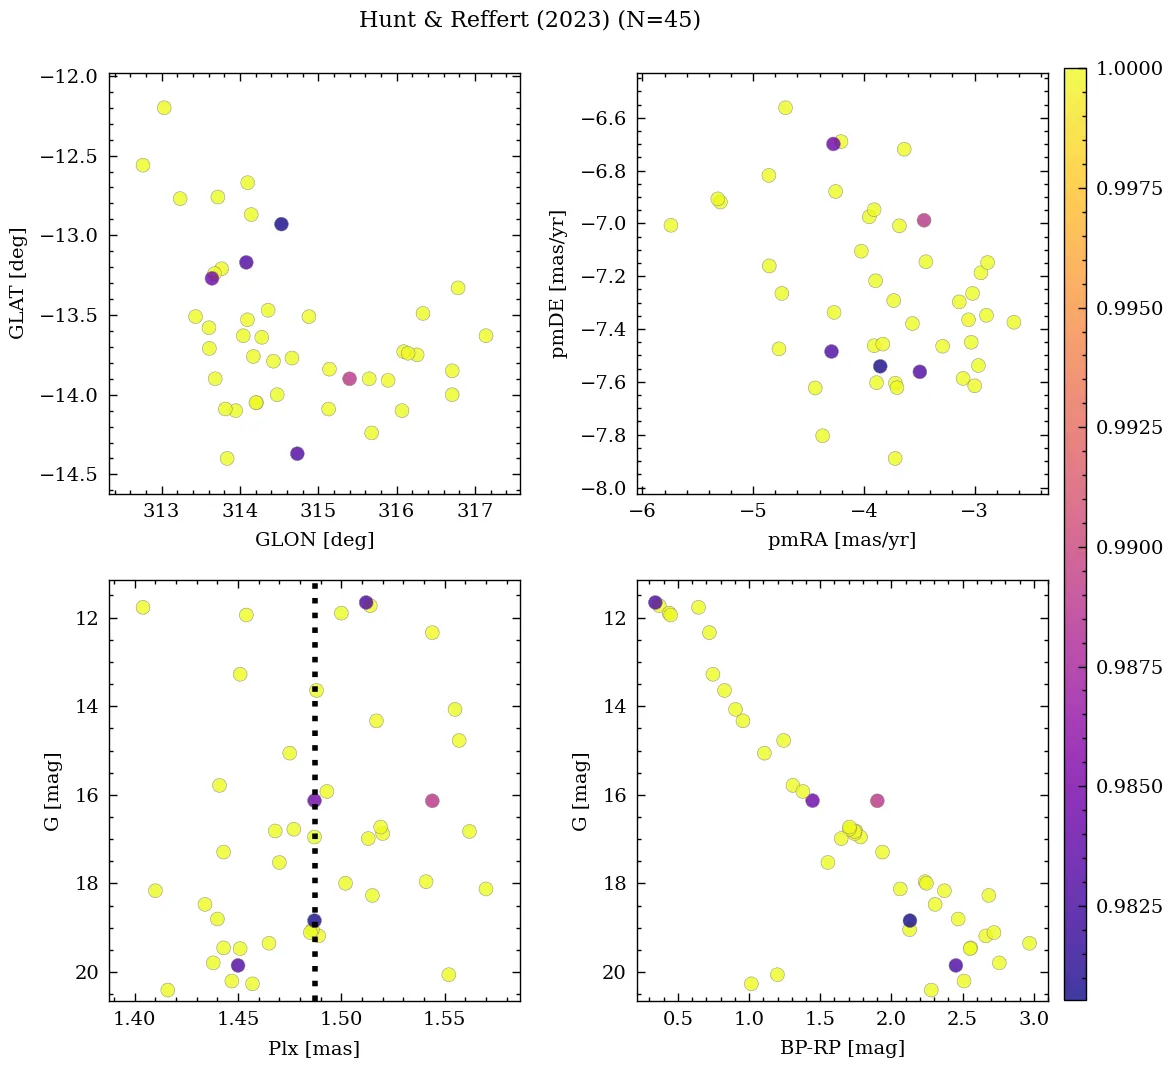 Hunt & Reffert (2023) (N=45)
−12.0
−12.5
−13.0
−13.5
−14.0
−14.5
GLAT [deg]
313 314 315 316 317
GLON [deg]
−6.6
−6.8
−7.0
−7.2
−7.4
−7.6
−7.8
−8.0
pmDE [mas/yr]
−6 −5 −4 −3
pmRA [mas/yr]
1.0000
0.9975
0.9950
0.9925
0.9900
0.9875
0.9850
0.9825
12
14
16
18
20
G [mag]
1.40 1.45 1.50 1.55
Plx [mas]
12
14
16
18
20
G [mag]
0.5 1.0 1.5 2.0 2.5 3.0
BP-RP [mag]